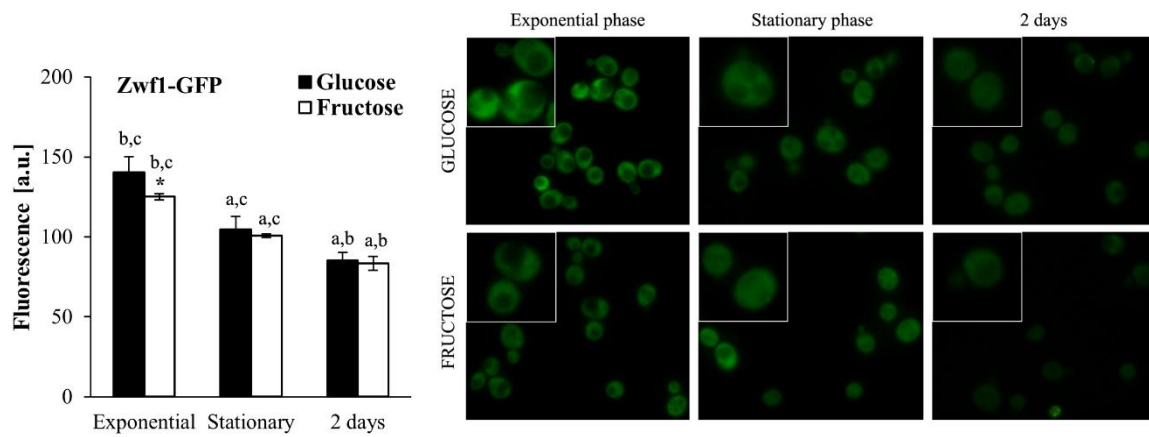 Zwf1-GFP
Glucose
Fructose
Fluorescence [a.u.]
200
150
100
50
0
b,c
b,c
*
a,c
a,c
a,b
a,b
Exponential
Stationary
2 days
Exponential phase
Stationary phase
2 days
GLUCOSE
FRUCTOSE